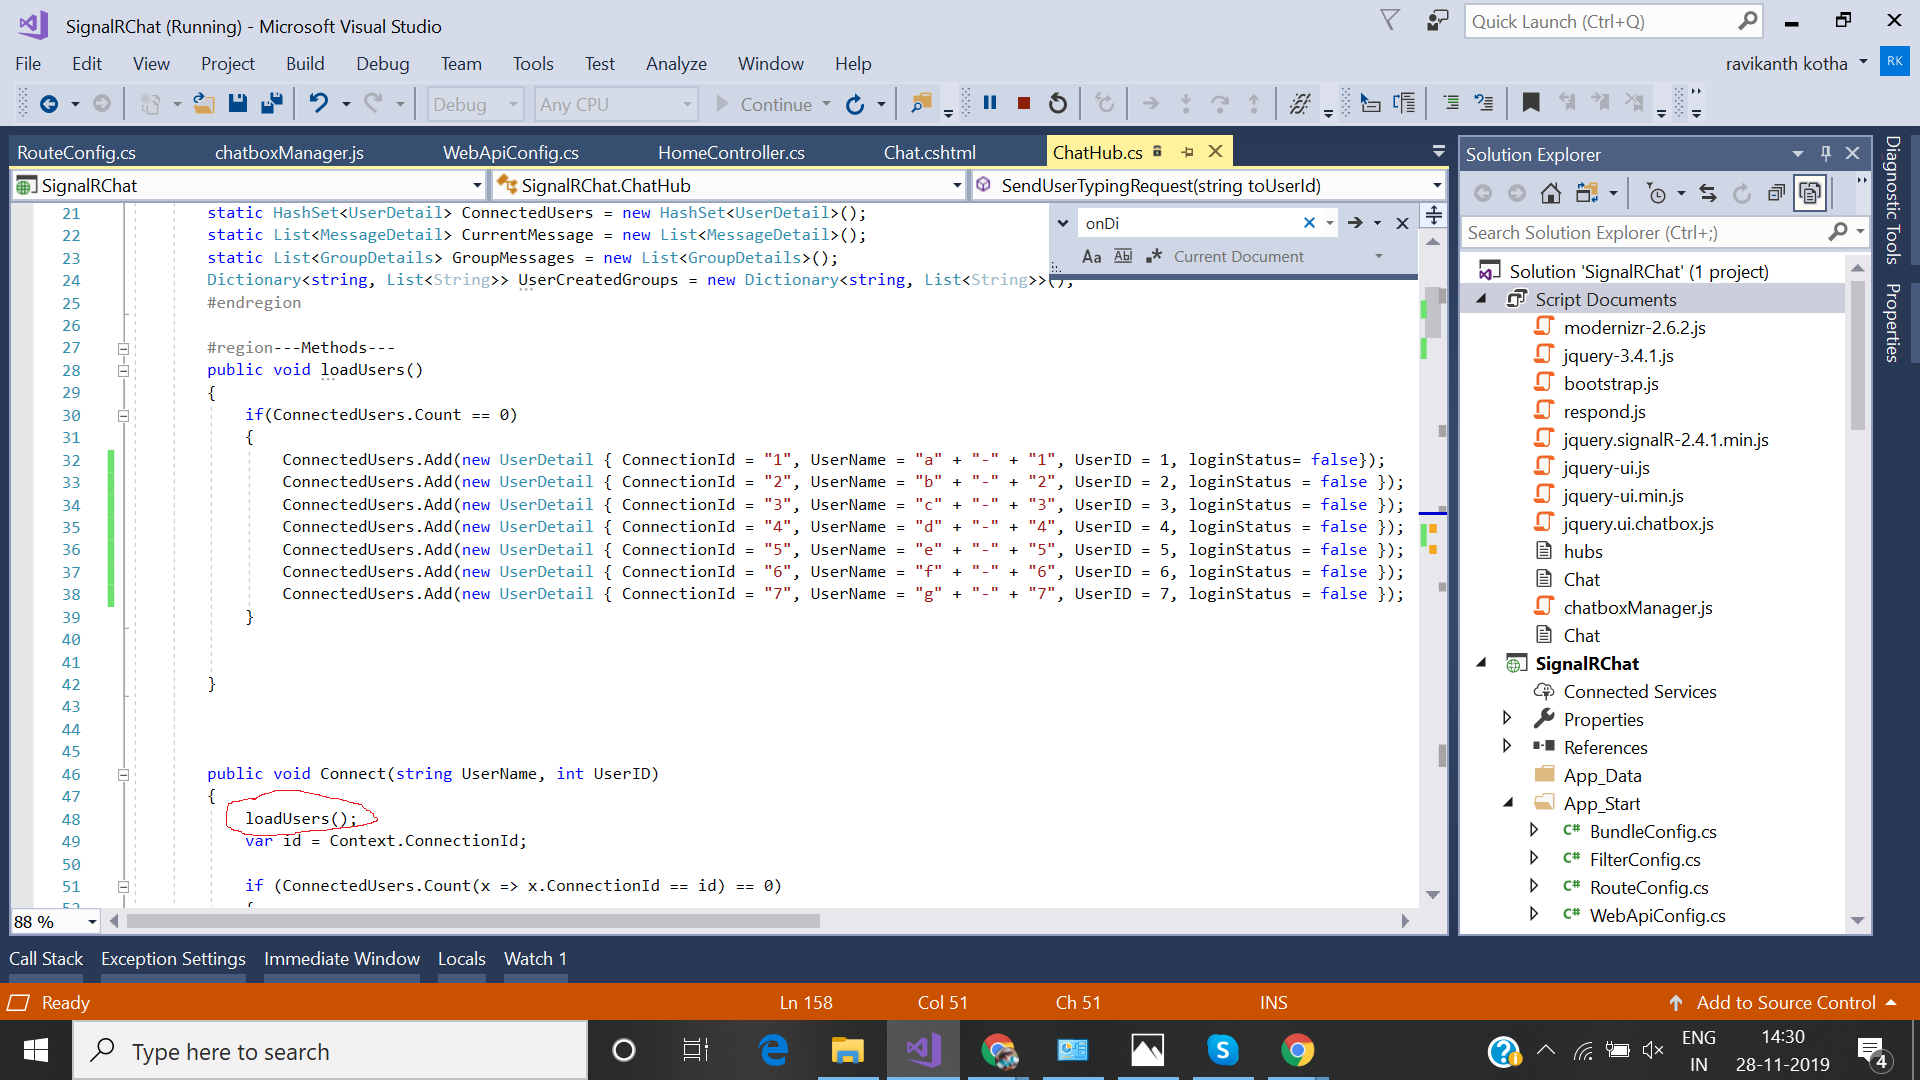 SignalRChat (Running) - Microsoft Visual Studio
Quick Launch (Ctrl+Q)
File Edit View Project Build Debug Team Tools Test Analyze Window Help
ravikanth kotha RK
Debug Any CPU Continue
RouteConfig.cs chatboxManager.js WebApiConfig.cs HomeController.cs Chat.cshtml ChatHub.cs
SignalRChat SignalRChat.ChatHub SendUserTypingRequest(string toUserId)
onDi
Aa Abl Current Document
21 static HashSet<UserDetail> ConnectedUsers = new HashSet<UserDetail>();
22 static List<MessageDetail> CurrentMessage = new List<MessageDetail>();
23 static List<GroupDetails> GroupMessages = new List<GroupDetails>();
24 Dictionary<string, List<String>> UserCreatedGroups = new Dictionary<string, List<String>>();
25 #endregion
26
27 #region---Methods---
28 public void loadUsers()
29 {
30 if(ConnectedUsers.Count == 0)
31 {
32 ConnectedUsers.Add(new UserDetail { ConnectionId = "1", UserName = "a" + "-" + "1", UserID = 1, loginStatus= false});
33 ConnectedUsers.Add(new UserDetail { ConnectionId = "2", UserName = "b" + "-" + "2", UserID = 2, loginStatus = false });
34 ConnectedUsers.Add(new UserDetail { ConnectionId = "3", UserName = "c" + "-" + "3", UserID = 3, loginStatus = false });
35 ConnectedUsers.Add(new UserDetail { ConnectionId = "4", UserName = "d" + "-" + "4", UserID = 4, loginStatus = false });
36 ConnectedUsers.Add(new UserDetail { ConnectionId = "5", UserName = "e" + "-" + "5", UserID = 5, loginStatus = false });
37 ConnectedUsers.Add(new UserDetail { ConnectionId = "6", UserName = "f" + "-" + "6", UserID = 6, loginStatus = false });
38 ConnectedUsers.Add(new UserDetail { ConnectionId = "7", UserName = "g" + "-" + "7", UserID = 7, loginStatus = false });
39 }
40
41
42 }
43
44
45
46 public void Connect(string UserName, int UserID)
47 {
48 loadUsers();
49 var id = Context.ConnectionId;
50
51 if (ConnectedUsers.Count(x => x.ConnectionId == id) == 0)
52 {
88 %
Solution Explorer
Search Solution Explorer (Ctrl+;)
Solution 'SignalRChat' (1 project)
Script Documents
modernizr-2.6.2.js
jquery-3.4.1.js
bootstrap.js
respond.js
jquery.signalR-2.4.1.min.js
jquery-ui.js
jquery-ui.min.js
jquery.ui.chatbox.js
hubs
Chat
chatboxManager.js
Chat
SignalRChat
Connected Services
Properties
References
App_Data
App_Start
C# BundleConfig.cs
C# FilterConfig.cs
C# RouteConfig.cs
C# WebApiConfig.cs
Diagnostic Tools
Properties
Call Stack Exception Settings Immediate Window Locals Watch 1
Ready Ln 158 Col 51 Ch 51 INS Add to Source Control
Type here to search
ENG
IN
14:30
28-11-2019
4